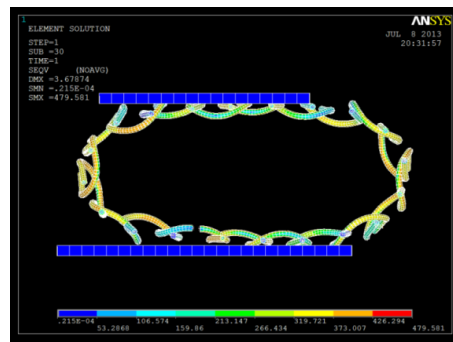 1
ANSYS
ELEMENT SOLUTION
JUL 8 2013
20:31:57
STEP=1
SUB =30
TIME=1
SEQV (NOAVG)
DMX =3.67874
SMN =.215E-04
SMX =479.581
.215E-04 106.574 213.147 319.721 426.294
53.2868 159.86 266.434 373.007 479.581